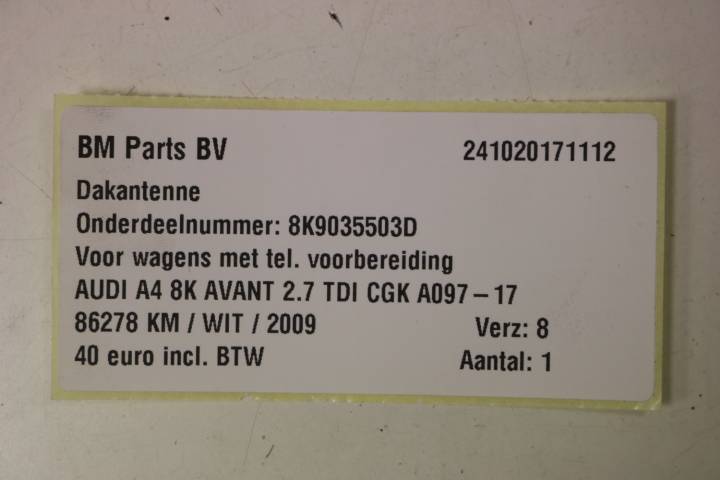 BM Parts BV 241020171112
Dakantenne
Onderdeelnummer: 8K9035503D
Voor wagens met tel. voorbereiding
AUDI A4 8K AVANT 2.7 TDI CGK A097 – 17
86278 KM / WIT / 2009 Verz: 8
40 euro incl. BTW Aantal: 1